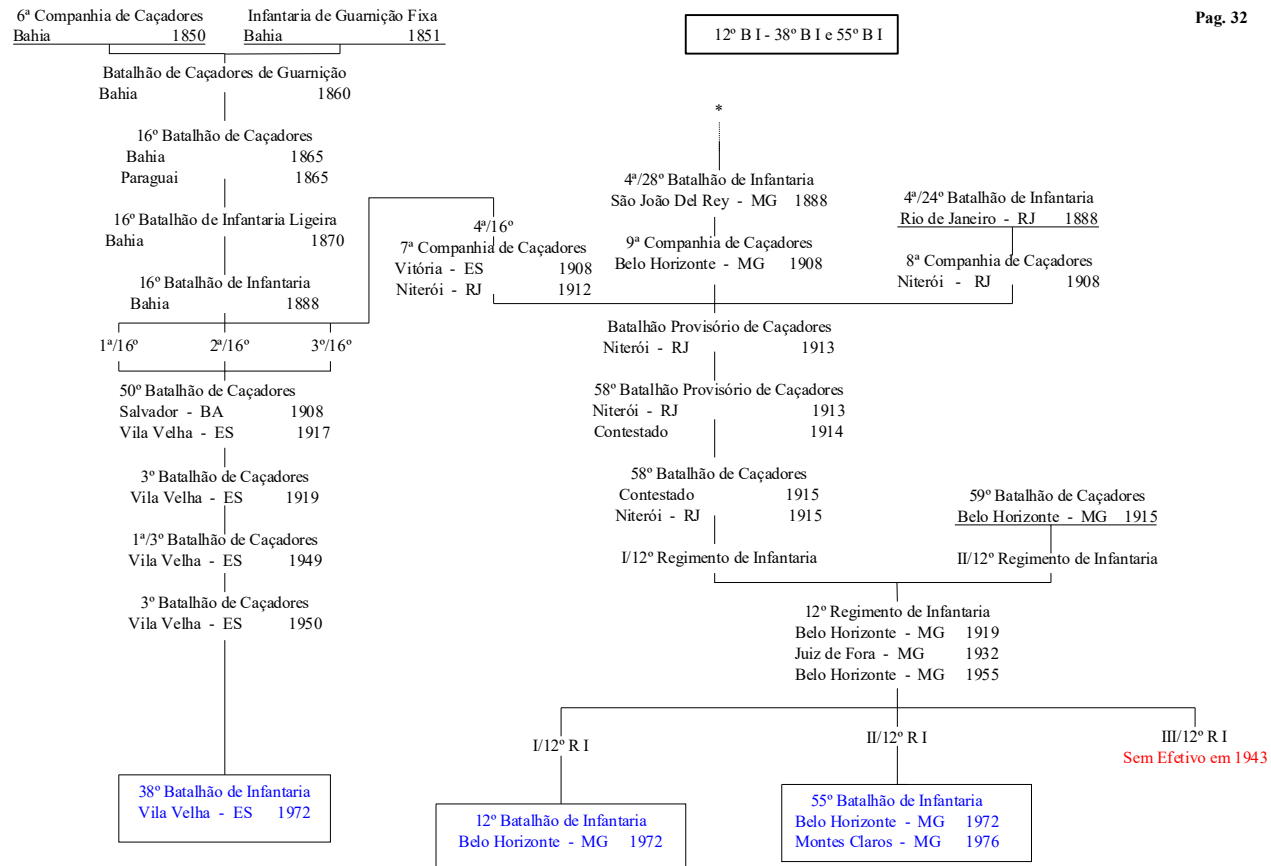 6ª Companhia de Caçadores
Bahia 1850
Infantaria de Guarnição Fixa
Bahia 1851
12º B I - 38º B I e 55º B I
Pag. 32
Batalhão de Caçadores de Guarnição
Bahia 1860
16º Batalhão de Caçadores
Bahia 1865
Paraguai 1865
16º Batalhão de Infantaria Ligeira
Bahia 1870
16º Batalhão de Infantaria
Bahia 1888
1ª/16º 2ª/16º 3ª/16º
50º Batalhão de Caçadores
Salvador - BA 1908
Vila Velha - ES 1917
3º Batalhão de Caçadores
Vila Velha - ES 1919
1ª/3º Batalhão de Caçadores
Vila Velha - ES 1949
3º Batalhão de Caçadores
Vila Velha - ES 1950
38º Batalhão de Infantaria
Vila Velha - ES 1972
4ª/16º
7ª Companhia de Caçadores
Vitória - ES 1908
Niterói - RJ 1912
*
4ª/28º Batalhão de Infantaria
São João Del Rey - MG 1888
9ª Companhia de Caçadores
Belo Horizonte - MG 1908
4ª/24º Batalhão de Infantaria
Rio de Janeiro - RJ 1888
8ª Companhia de Caçadores
Niterói - RJ 1908
Batalhão Provisório de Caçadores
Niterói - RJ 1913
58º Batalhão Provisório de Caçadores
Niterói - RJ 1913
Contestado 1914
58º Batalhão de Caçadores
Contestado 1915
Niterói - RJ 1915
59º Batalhão de Caçadores
Belo Horizonte - MG 1915
I/12º Regimento de Infantaria
II/12º Regimento de Infantaria
12º Regimento de Infantaria
Belo Horizonte - MG 1919
Juiz de Fora - MG 1932
Belo Horizonte - MG 1955
I/12º R I
II/12º R I
III/12º R I
Sem Efetivo em 1943
12º Batalhão de Infantaria
Belo Horizonte - MG 1972
55º Batalhão de Infantaria
Belo Horizonte - MG 1972
Montes Claros - MG 1976